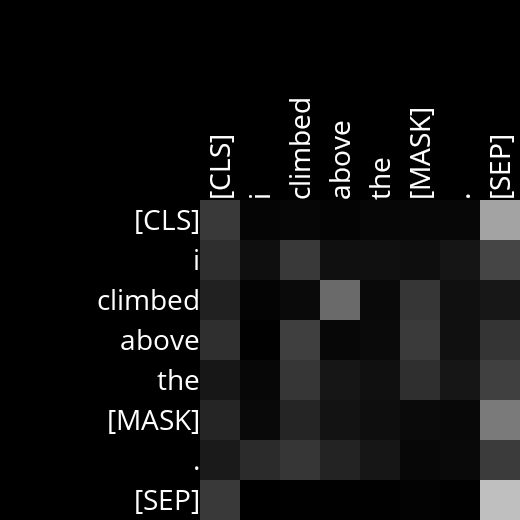 [CLS]
i
climbed
above
the
[MASK]
.
[SEP]
[CLS]
i
climbed
above
the
[MASK]
.
[SEP]